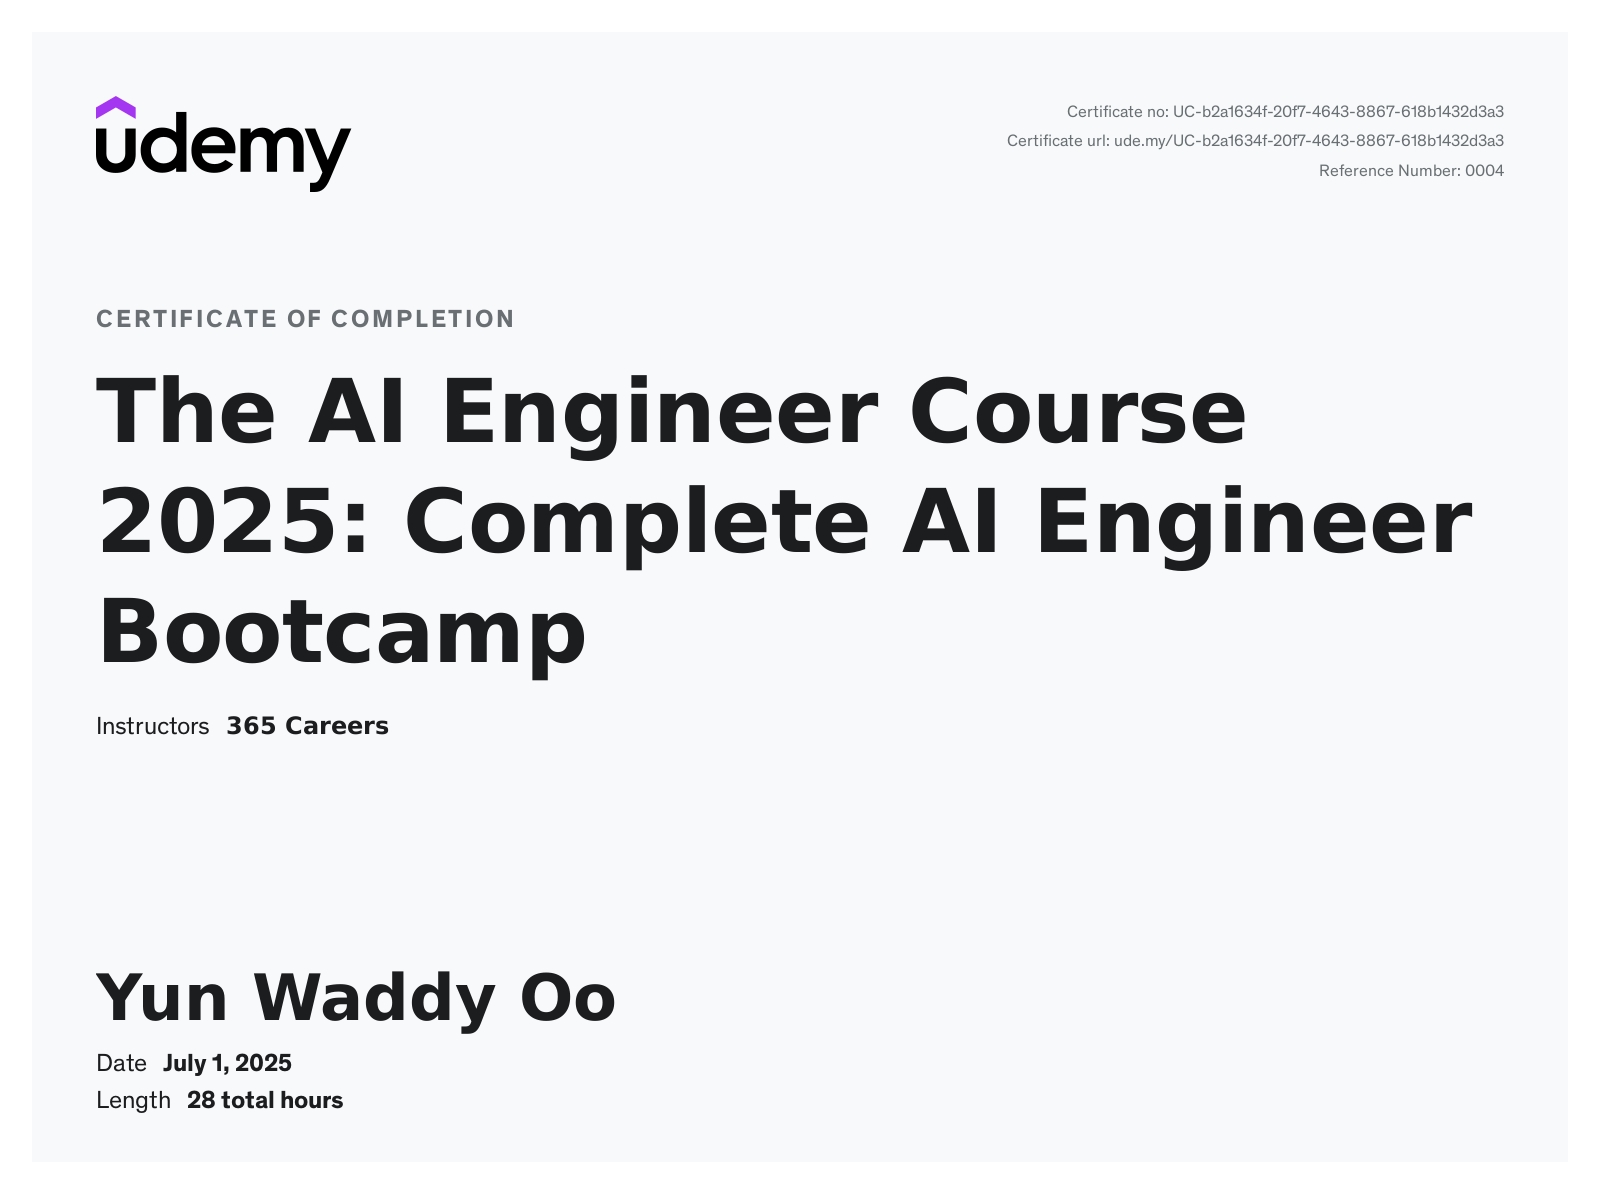 udemy
Certificate no: UC-b2a1634f-20f7-4643-8867-618b1432d3a3
Certificate url: ude.my/UC-b2a1634f-20f7-4643-8867-618b1432d3a3
Reference Number: 0004
CERTIFICATE OF COMPLETION
The AI Engineer Course
2025: Complete AI Engineer
Bootcamp
Instructors 365 Careers
Yun Waddy Oo
Date July 1, 2025
Length 28 total hours